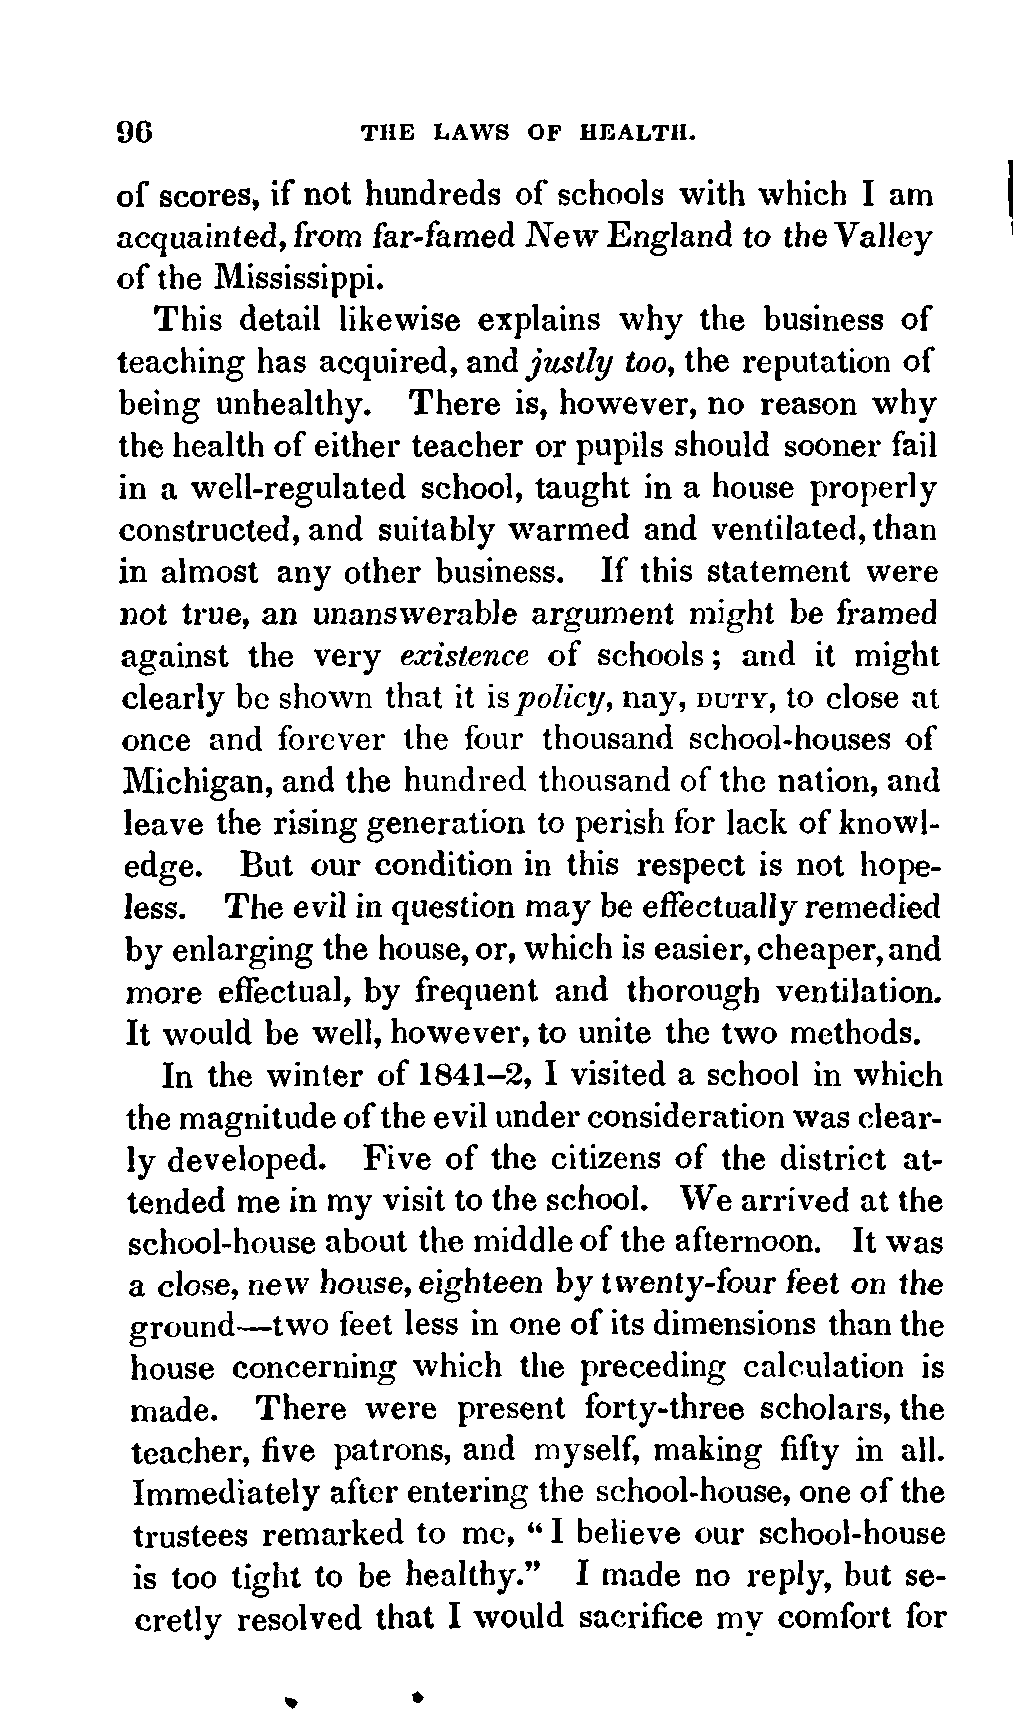 96 THE LAWS OF HEALTH.
of scores, if not hundreds of schools with which I am
acquainted, from far-famed New England to the Valley
of the Mississippi.
This detail likewise explains why the business of
teaching has acquired, and justly too, the reputation of
being unhealthy. There is, however, no reason why
the health of either teacher or pupils should sooner fail
in a well-regulated school, taught in a house properly
constructed, and suitably warmed and ventilated, than
in almost any other business. If this statement were
not true, an unanswerable argument might be framed
against the very existence of schools; and it might
clearly be shown that it is policy, nay, DUTY, to close at
once and forever the four thousand school-houses of
Michigan, and the hundred thousand of the nation, and
leave the rising generation to perish for lack of knowl-
edge. But our condition in this respect is not hope-
less. The evil in question may be effectually remedied
by enlarging the house, or, which is easier, cheaper, and
more effectual, by frequent and thorough ventilation.
It would be well, however, to unite the two methods.
In the winter of 1841–2, I visited a school in which
the magnitude of the evil under consideration was clear-
ly developed. Five of the citizens of the district at-
tended me in my visit to the school. We arrived at the
school-house about the middle of the afternoon. It was
a close, new house, eighteen by twenty-four feet on the
ground—two feet less in one of its dimensions than the
house concerning which the preceding calculation is
made. There were present forty-three scholars, the
teacher, five patrons, and myself, making fifty in all.
Immediately after entering the school-house, one of the
trustees remarked to me, "I believe our school-house
is too tight to be healthy." I made no reply, but se-
cretly resolved that I would sacrifice my comfort for